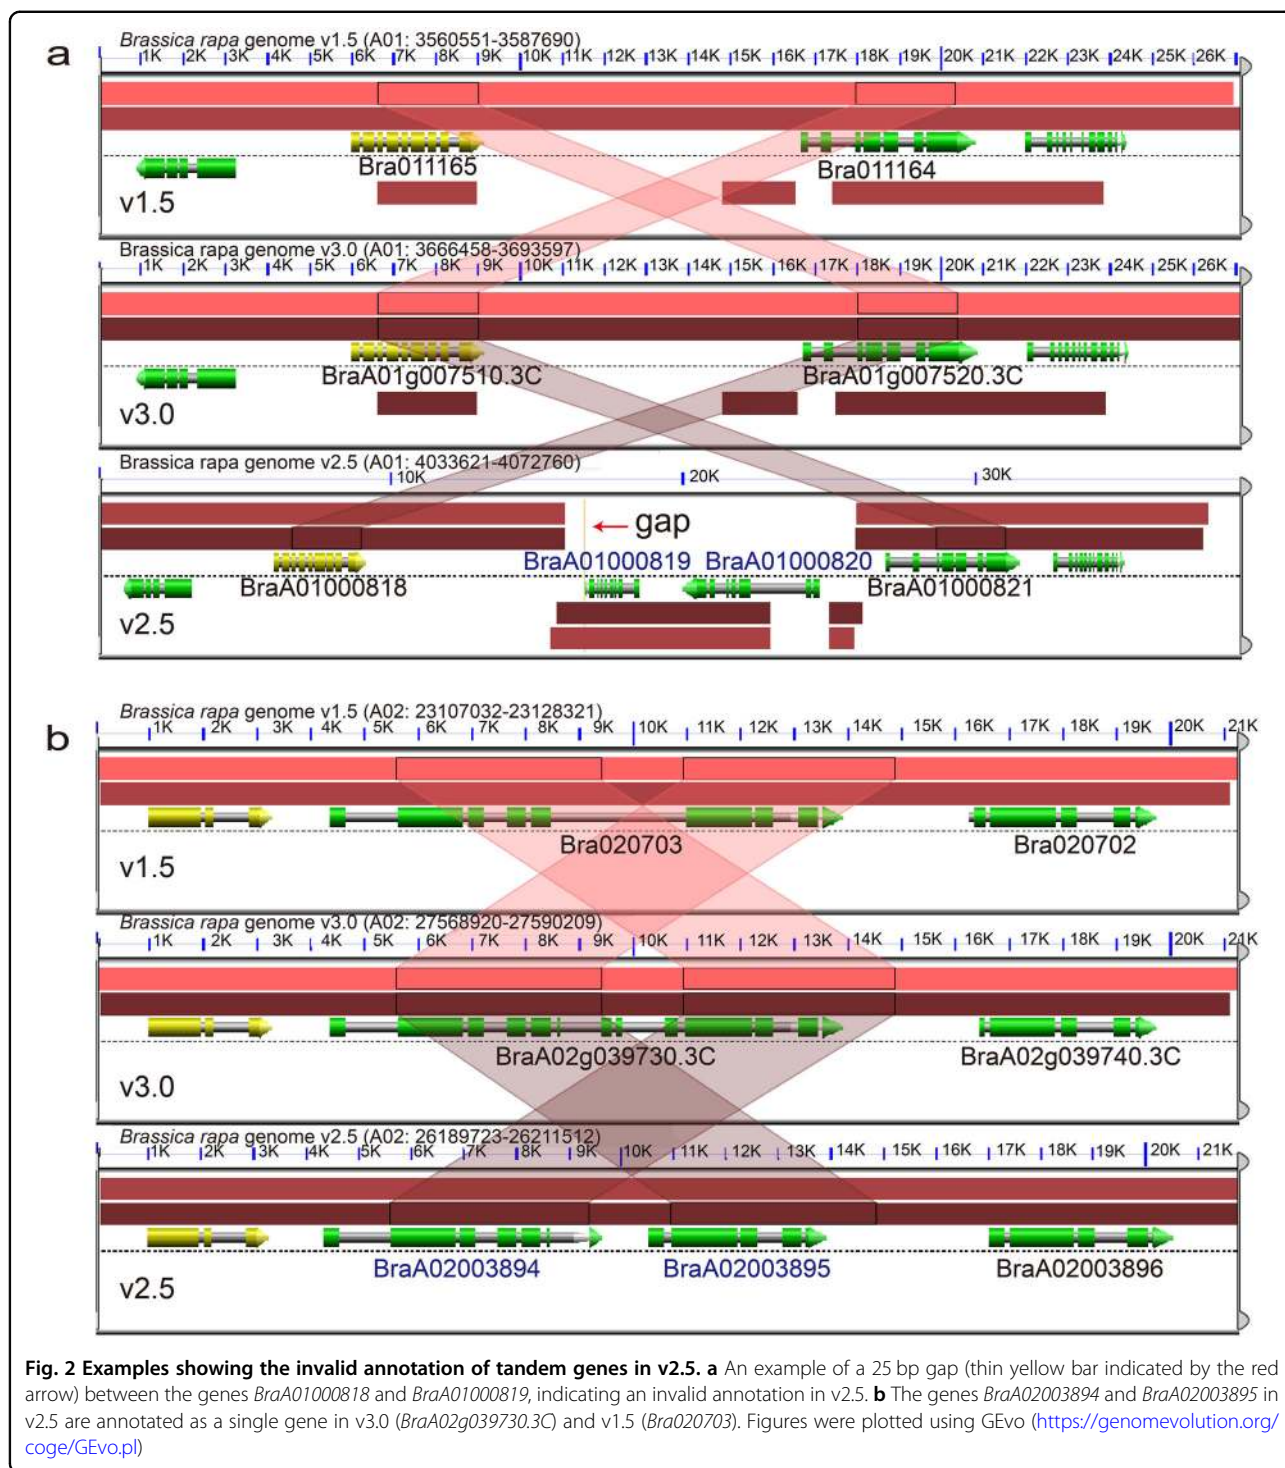 a
Brassica rapa genome v1.5 (A01: 3560551-3587690)
1K 2K 3K 4K 5K 6K 7K 8K 9K 10K 11K 12K 13K 14K 15K 16K 17K 18K 19K 20K 21K 22K 23K 24K 25K 26K
Bra011165 Bra011164
v1.5
Brassica rapa genome v3.0 (A01: 3666458-3693597)
1K 2K 3K 4K 5K 6K 7K 8K 9K 10K 11K 12K 13K 14K 15K 16K 17K 18K 19K 20K 21K 22K 23K 24K 25K 26K
BraA01g007510.3C BraA01g007520.3C
v3.0
Brassica rapa genome v2.5 (A01: 4033621-4072760)
10K 20K 30K
gap
BraA01000819 BraA01000820
BraA01000818 BraA01000821
v2.5
b
Brassica rapa genome v1.5 (A02: 23107032-23128321)
1K 2K 3K 4K 5K 6K 7K 8K 9K 10K 11K 12K 13K 14K 15K 16K 17K 18K 19K 20K 21K
Bra020703 Bra020702
v1.5
Brassica rapa genome v3.0 (A02: 27568920-27590209)
1K 2K 3K 4K 5K 6K 7K 8K 9K 10K 11K 12K 13K 14K 15K 16K 17K 18K 19K 20K 21K
BraA02g039730.3C BraA02g039740.3C
v3.0
Brassica rapa genome v2.5 (A02: 26189723-26211512)
1K 2K 3K 4K 5K 6K 7K 8K 9K 10K 11K 12K 13K 14K 15K 16K 17K 18K 19K 20K 21K
BraA02003894 BraA02003895 BraA02003896
v2.5
Fig. 2 Examples showing the invalid annotation of tandem genes in v2.5. a An example of a 25 bp gap (thin yellow bar indicated by the red
arrow) between the genes BraA01000818 and BraA01000819, indicating an invalid annotation in v2.5. b The genes BraA02003894 and BraA02003895 in
v2.5 are annotated as a single gene in v3.0 (BraA02g039730.3C) and v1.5 (Bra020703). Figures were plotted using GEvo (https://genomevolution.org/
coge/GEvo.pl)